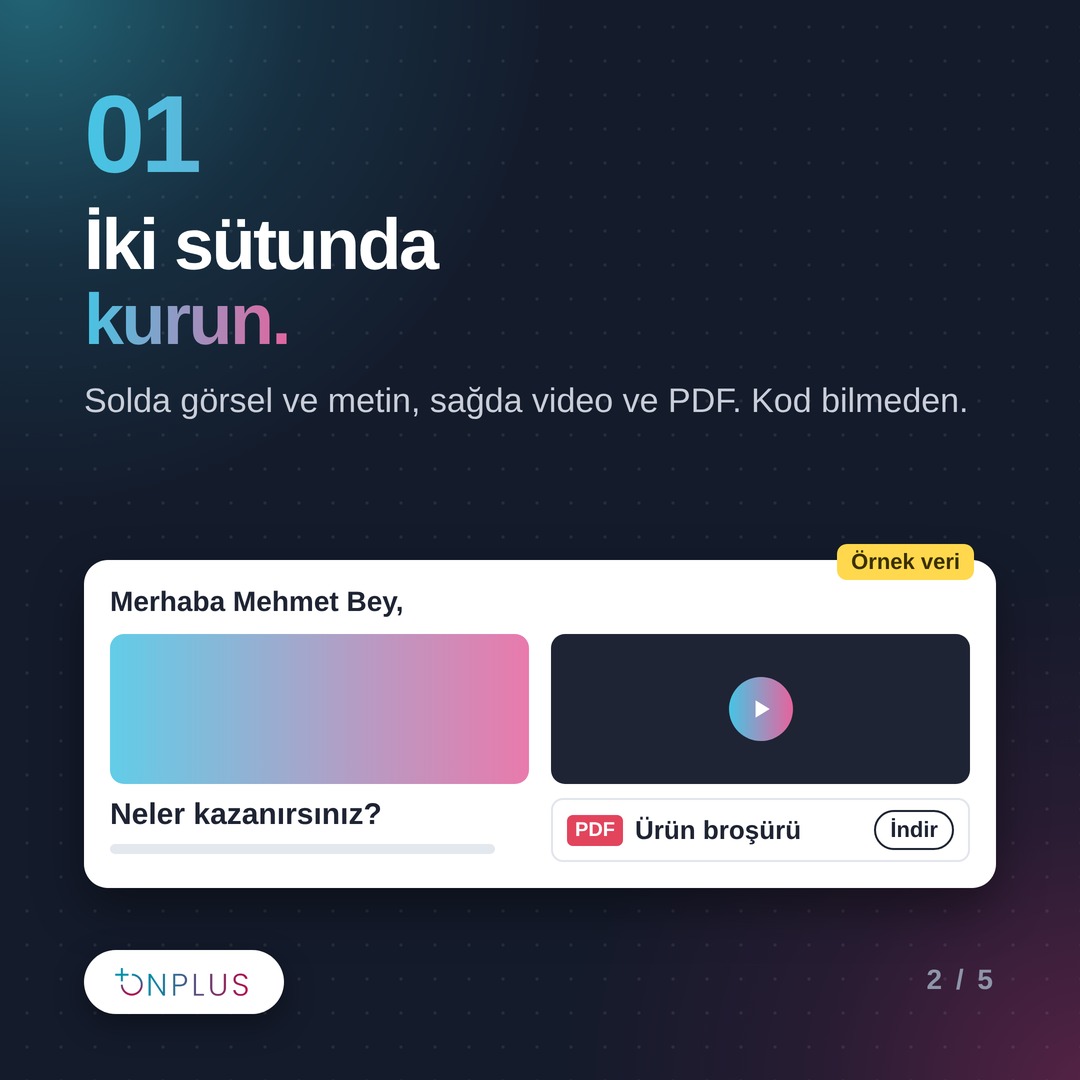 01
İki sütunda
kurun.
Solda görsel ve metin, sağda video ve PDF. Kod bilmeden.
Örnek veri
Merhaba Mehmet Bey,
Neler kazanırsınız?
PDF Ürün broşürü İndir
ONPLUS
2 / 5